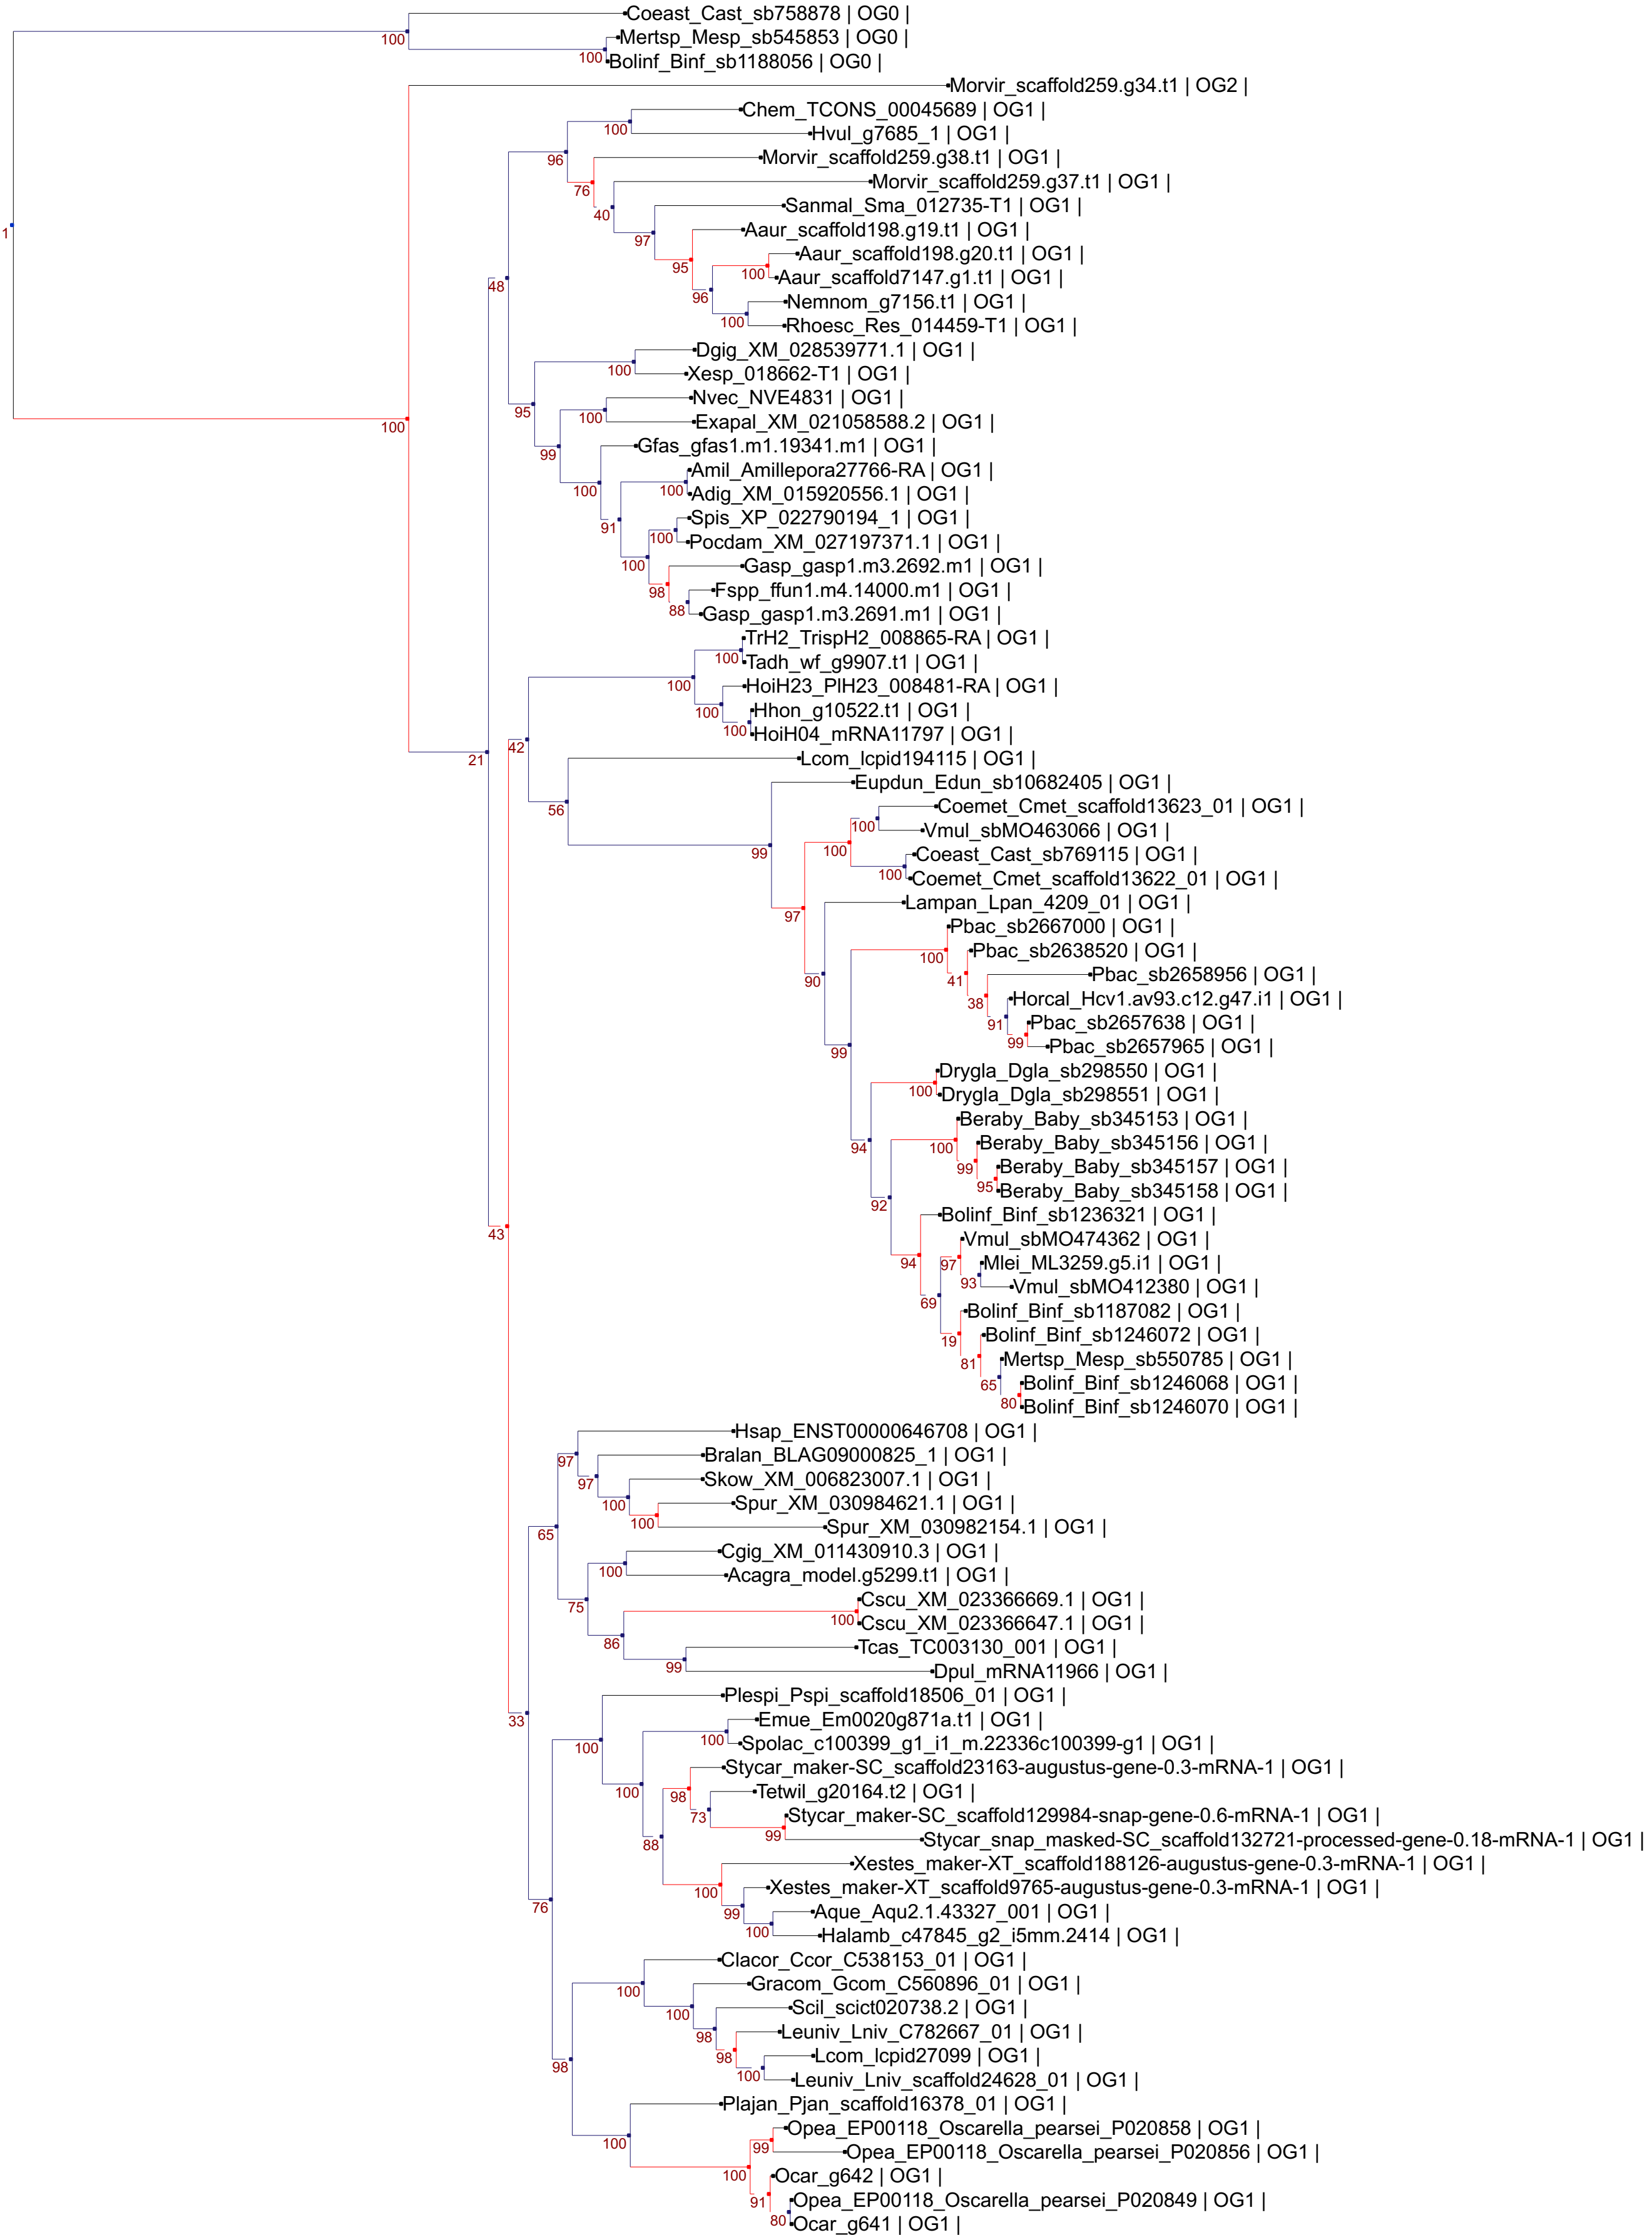 Coeast_Cast_sb758878 | OG0 |
100
Mertsp_Mesp_sb545853 | OG0 |
100
Bolinf_Binf_sb1188056 | OG0 |
Morvir_scaffold259.g34.t1 | OG2 |
Chem_TCONS_00045689 | OG1 |
100
Hvul_g7685_1 | OG1 |
96
Morvir_scaffold259.g38.t1 | OG1 |
76
Morvir_scaffold259.g37.t1 | OG1 |
40
Sanmal_Sma_012735-T1 | OG1 |
1
97
Aaur_scaffold198.g19.t1 | OG1 |
95
Aaur_scaffold198.g20.t1 | OG1 |
100
Aaur_scaffold7147.g1.t1 | OG1 |
48
96
Nemnom_g7156.t1 | OG1 |
100
Rhoesc_Res_014459-T1 | OG1 |
Dgig_XM_028539771.1 | OG1 |
100
Xesp_018662-T1 | OG1 |
95
Nvec_NVE4831 | OG1 |
100
Exapal_XM_021058588.2 | OG1 |
100
99
Gfas_gfas1.m1.19341.m1 | OG1 |
Amil_Amillepora27766-RA | OG1 |
100
100
Adig_XM_015920556.1 | OG1 |
91
Spis_XP_022790194_1 | OG1 |
100
Pocdam_XM_027197371.1 | OG1 |
100
Gasp_gasp1.m3.2692.m1 | OG1 |
98
Fspp_ffun1.m4.14000.m1 | OG1 |
88
Gasp_gasp1.m3.2691.m1 | OG1 |
TrH2_TrispH2_008865-RA | OG1 |
100
Tadh_wf_g9907.t1 | OG1 |
100
HoiH23_PlH23_008481-RA | OG1 |
100
Hhon_g10522.t1 | OG1 |
100
HoiH04_mRNA11797 | OG1 |
42
21
Lcom_lcpid194115 | OG1 |
Eupdun_Edun_sb10682405 | OG1 |
56
Coemet_Cmet_scaffold13623_01 | OG1 |
100
Vmul_sbMO463066 | OG1 |
99
100
Coeast_Cast_sb769115 | OG1 |
100
Coemet_Cmet_scaffold13622_01 | OG1 |
Lampan_Lpan_4209_01 | OG1 |
97
Pbac_sb2667000 | OG1 |
100
Pbac_sb2638520 | OG1 |
90
41
Pbac_sb2658956 | OG1 |
38
Horcal_Hcv1.av93.c12.g47.i1 | OG1 |
91
Pbac_sb2657638 | OG1 |
99
99
Pbac_sb2657965 | OG1 |
Drygla_Dgla_sb298550 | OG1 |
100
Drygla_Dgla_sb298551 | OG1 |
Beraby_Baby_sb345153 | OG1 |
94
100
Beraby_Baby_sb345156 | OG1 |
99
Beraby_Baby_sb345157 | OG1 |
95
Beraby_Baby_sb345158 | OG1 |
92
Bolinf_Binf_sb1236321 | OG1 |
43
Vmul_sbMO474362 | OG1 |
94
97
Mlei_ML3259.g5.i1 | OG1 |
93
Vmul_sbMO412380 | OG1 |
69
Bolinf_Binf_sb1187082 | OG1 |
19
Bolinf_Binf_sb1246072 | OG1 |
81
Mertsp_Mesp_sb550785 | OG1 |
65
Bolinf_Binf_sb1246068 | OG1 |
80
Bolinf_Binf_sb1246070 | OG1 |
Hsap_ENST00000646708 | OG1 |
97
Bralan_BLAG09000825_1 | OG1 |
97
Skow_XM_006823007.1 | OG1 |
100
Spur_XM_030984621.1 | OG1 |
100
Spur_XM_030982154.1 | OG1 |
65
Cgig_XM_011430910.3 | OG1 |
100
Acagra_model.g5299.t1 | OG1 |
75
Cscu_XM_023366669.1 | OG1 |
100
Cscu_XM_023366647.1 | OG1 |
86
Tcas_TC003130_001 | OG1 |
99
Dpul_mRNA11966 | OG1 |
Plespi_Pspi_scaffold18506_01 | OG1 |
33
Emue_Em0020g871a.t1 | OG1 |
100
100
Spolac_c100399_g1_i1_m.22336c100399-g1 | OG1 |
Stycar_maker-SC_scaffold23163-augustus-gene-0.3-mRNA-1 | OG1 |
100
98
Tetwil_g20164.t2 | OG1 |
73
Stycar_maker-SC_scaffold129984-snap-gene-0.6-mRNA-1 | OG1 |
99
88
Stycar_snap_masked-SC_scaffold132721-processed-gene-0.18-mRNA-1 | OG1 |
Xestes_maker-XT_scaffold188126-augustus-gene-0.3-mRNA-1 | OG1 |
100
Xestes_maker-XT_scaffold9765-augustus-gene-0.3-mRNA-1 | OG1 |
76
99
Aque_Aqu2.1.43327_001 | OG1 |
100
Halamb_c47845_g2_i5mm.2414 | OG1 |
Clacor_Ccor_C538153_01 | OG1 |
100
Gracom_Gcom_C560896_01 | OG1 |
100
Scil_scict020738.2 | OG1 |
98
Leuniv_Lniv_C782667_01 | OG1 |
98
Lcom_lcpid27099 | OG1 |
98
100
Leuniv_Lniv_scaffold24628_01 | OG1 |
Plajan_Pjan_scaffold16378_01 | OG1 |
Opea_EP00118_Oscarella_pearsei_P020858 | OG1 |
100
99
Opea_EP00118_Oscarella_pearsei_P020856 | OG1 |
100
Ocar_g642 | OG1 |
91
Opea_EP00118_Oscarella_pearsei_P020849 | OG1 |
80
Ocar_g641 | OG1 |